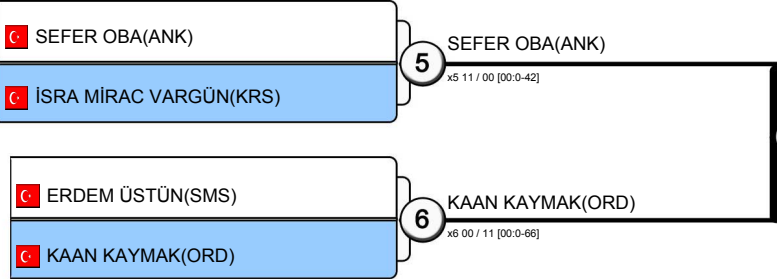 SEFER OBA(ANK)
İSRA MİRAC VARGÜN(KRS)
5
SEFER OBA(ANK)
x5 11 / 00 [00:0-42]
ERDEM ÜSTÜN(SMS)
KAAN KAYMAK(ORD)
6
KAAN KAYMAK(ORD)
x6 00 / 11 [00:0-66]